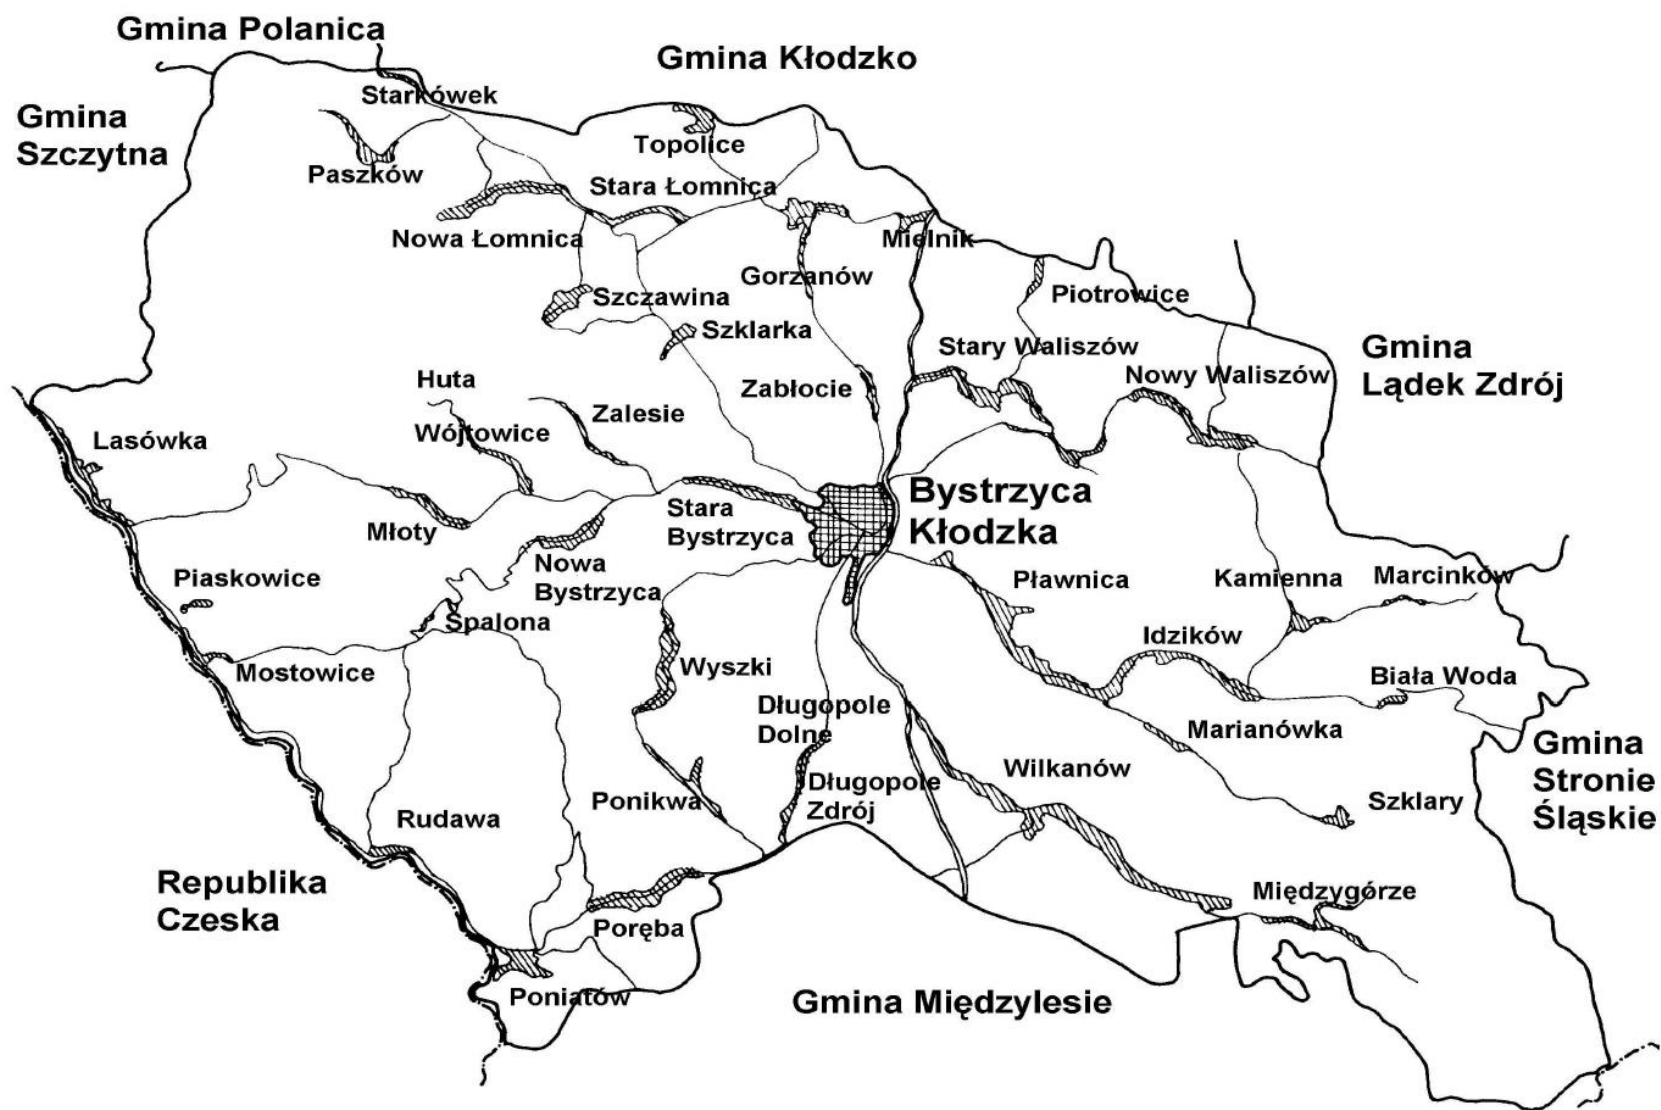 Gmina Polanica
Gmina Kłodzko
Starkówek
Gmina
Szczytna
Topolice
Paszków
Stara Łomnica
Nowa Łomnica
Mielnik
Gorzanów
Szczawina
Piotrowice
Szklarka
Stary Waliszów
Gmina
Lądek Zdrój
Huta
Zabłocie
Nowy Waliszów
Zalesie
Wójtowice
Lasówka
Bystrzyca
Kłodzka
Stara
Bystrzyca
Młoty
Nowa
Bystrzyca
Piaskowice
Pławnica
Kamienna
Marcinków
Spalona
Idzików
Mostowice
Wyszki
Biała Woda
Długopole
Dolne
Marianówka
Gmina
Stronie
Śląskie
Wilkanów
Długopole
Zdrój
Ponikwa
Szklary
Rudawa
Republika
Czeska
Międzygórze
Poręba
Poniatów
Gmina Międzylesie